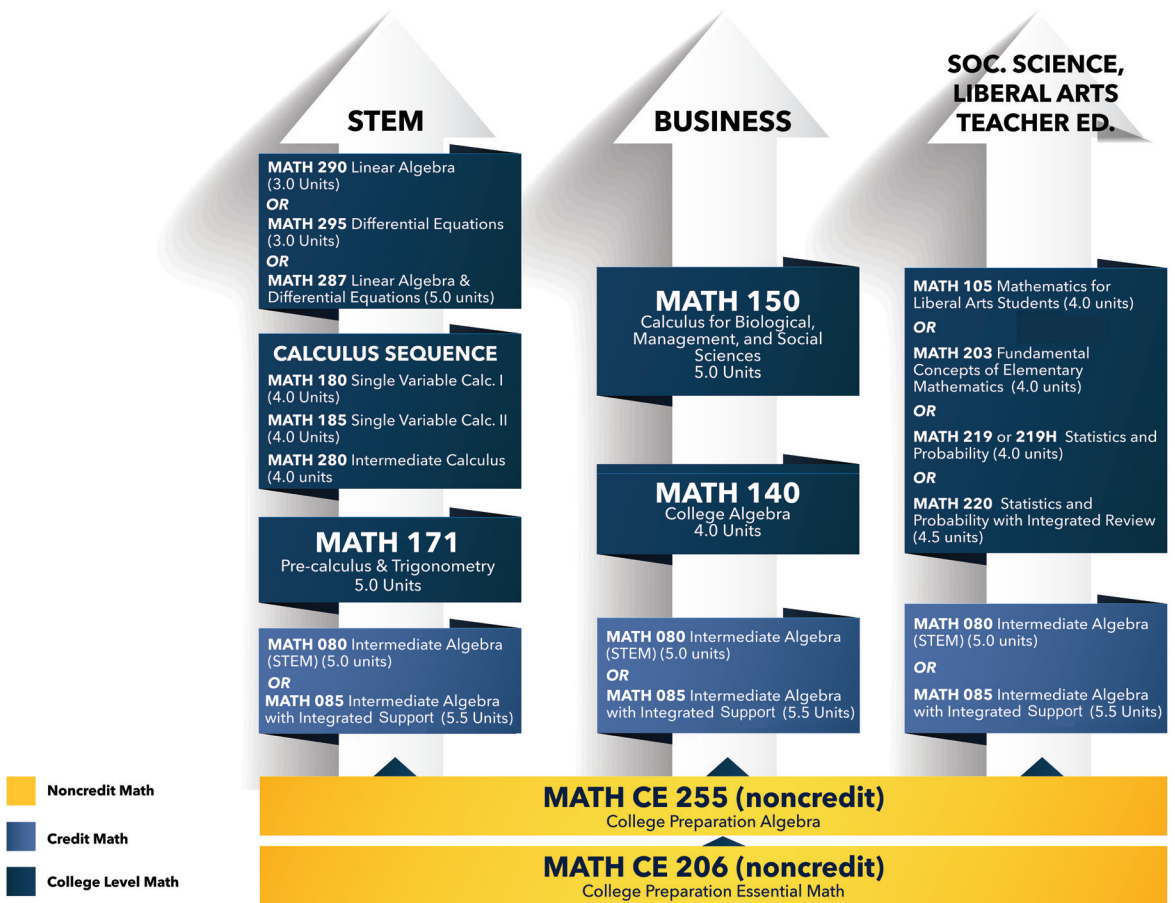 STEM
MATH 290 Linear Algebra
(3.0 Units)
OR
MATH 295 Differential Equations
(3.0 Units)
OR
MATH 287 Linear Algebra &
Differential Equations (5.0 units)
CALCULUS SEQUENCE
MATH 180 Single Variable Calc. I
(4.0 Units)
MATH 185 Single Variable Calc. II
(4.0 Units)
MATH 280 Intermediate Calculus
(4.0 units
MATH 171
Pre-calculus & Trigonometry
5.0 Units
MATH 080 Intermediate Algebra
(STEM) (5.0 units)
OR
MATH 085 Intermediate Algebra
with Integrated Support (5.5 Units)
BUSINESS
MATH 150
Calculus for Biological,
Management, and Social
Sciences
5.0 Units
MATH 140
College Algebra
4.0 Units
MATH 080 Intermediate Algebra
(STEM) (5.0 units)
OR
MATH 085 Intermediate Algebra
with Integrated Support (5.5 Units)
SOC. SCIENCE,
LIBERAL ARTS
TEACHER ED.
MATH 105 Mathematics for
Liberal Arts Students (4.0 units)
OR
MATH 203 Fundamental
Concepts of Elementary
Mathematics (4.0 units)
OR
MATH 219 or 219H Statistics and
Probability (4.0 units)
OR
MATH 220 Statistics and
Probability with Integrated Review
(4.5 units)
MATH 080 Intermediate Algebra
(STEM) (5.0 units)
OR
MATH 085 Intermediate Algebra
with Integrated Support (5.5 Units)
MATH CE 255 (noncredit)
College Preparation Algebra
MATH CE 206 (noncredit)
College Preparation Essential Math
Noncredit Math
Credit Math
College Level Math